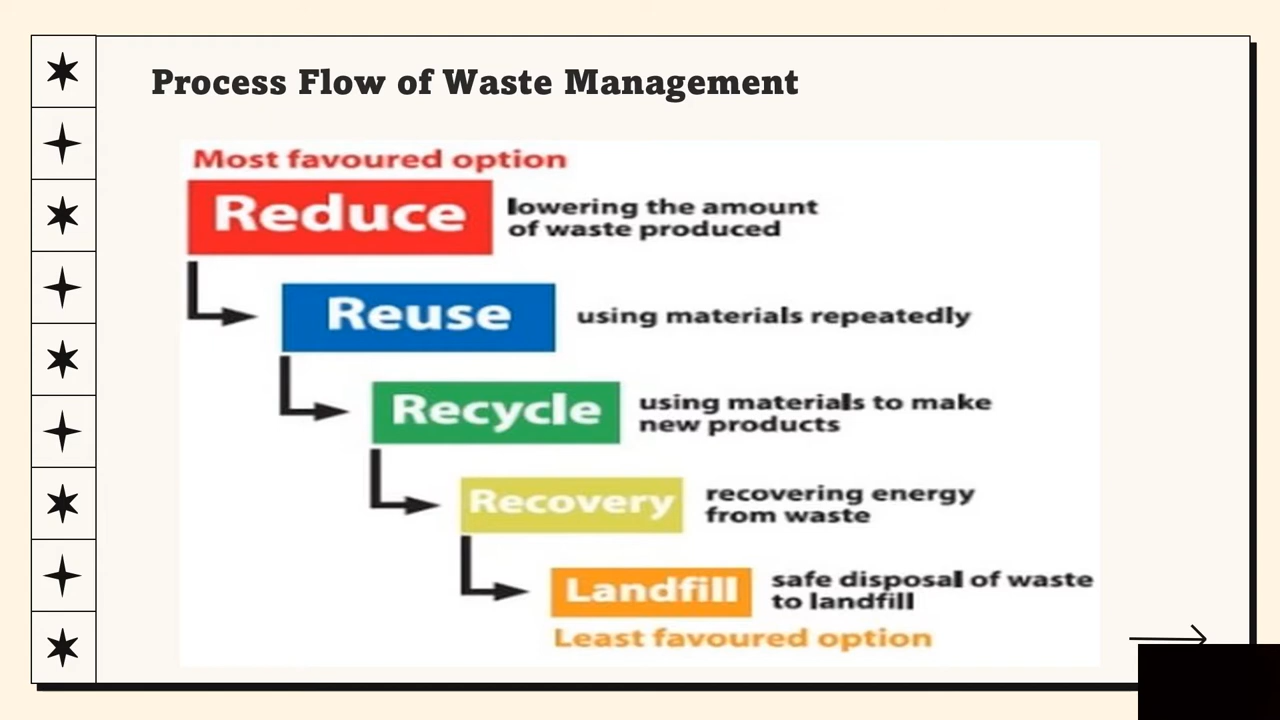 Process Flow of Waste Management
Most favoured option
Reduce
lowering the amount
of waste produced
Reuse
using materials repeatedly
Recycle
using materials to make
new products
Recovery
recovering energy
from waste
Landfill
safe disposal of waste
to landfill
Least favoured option